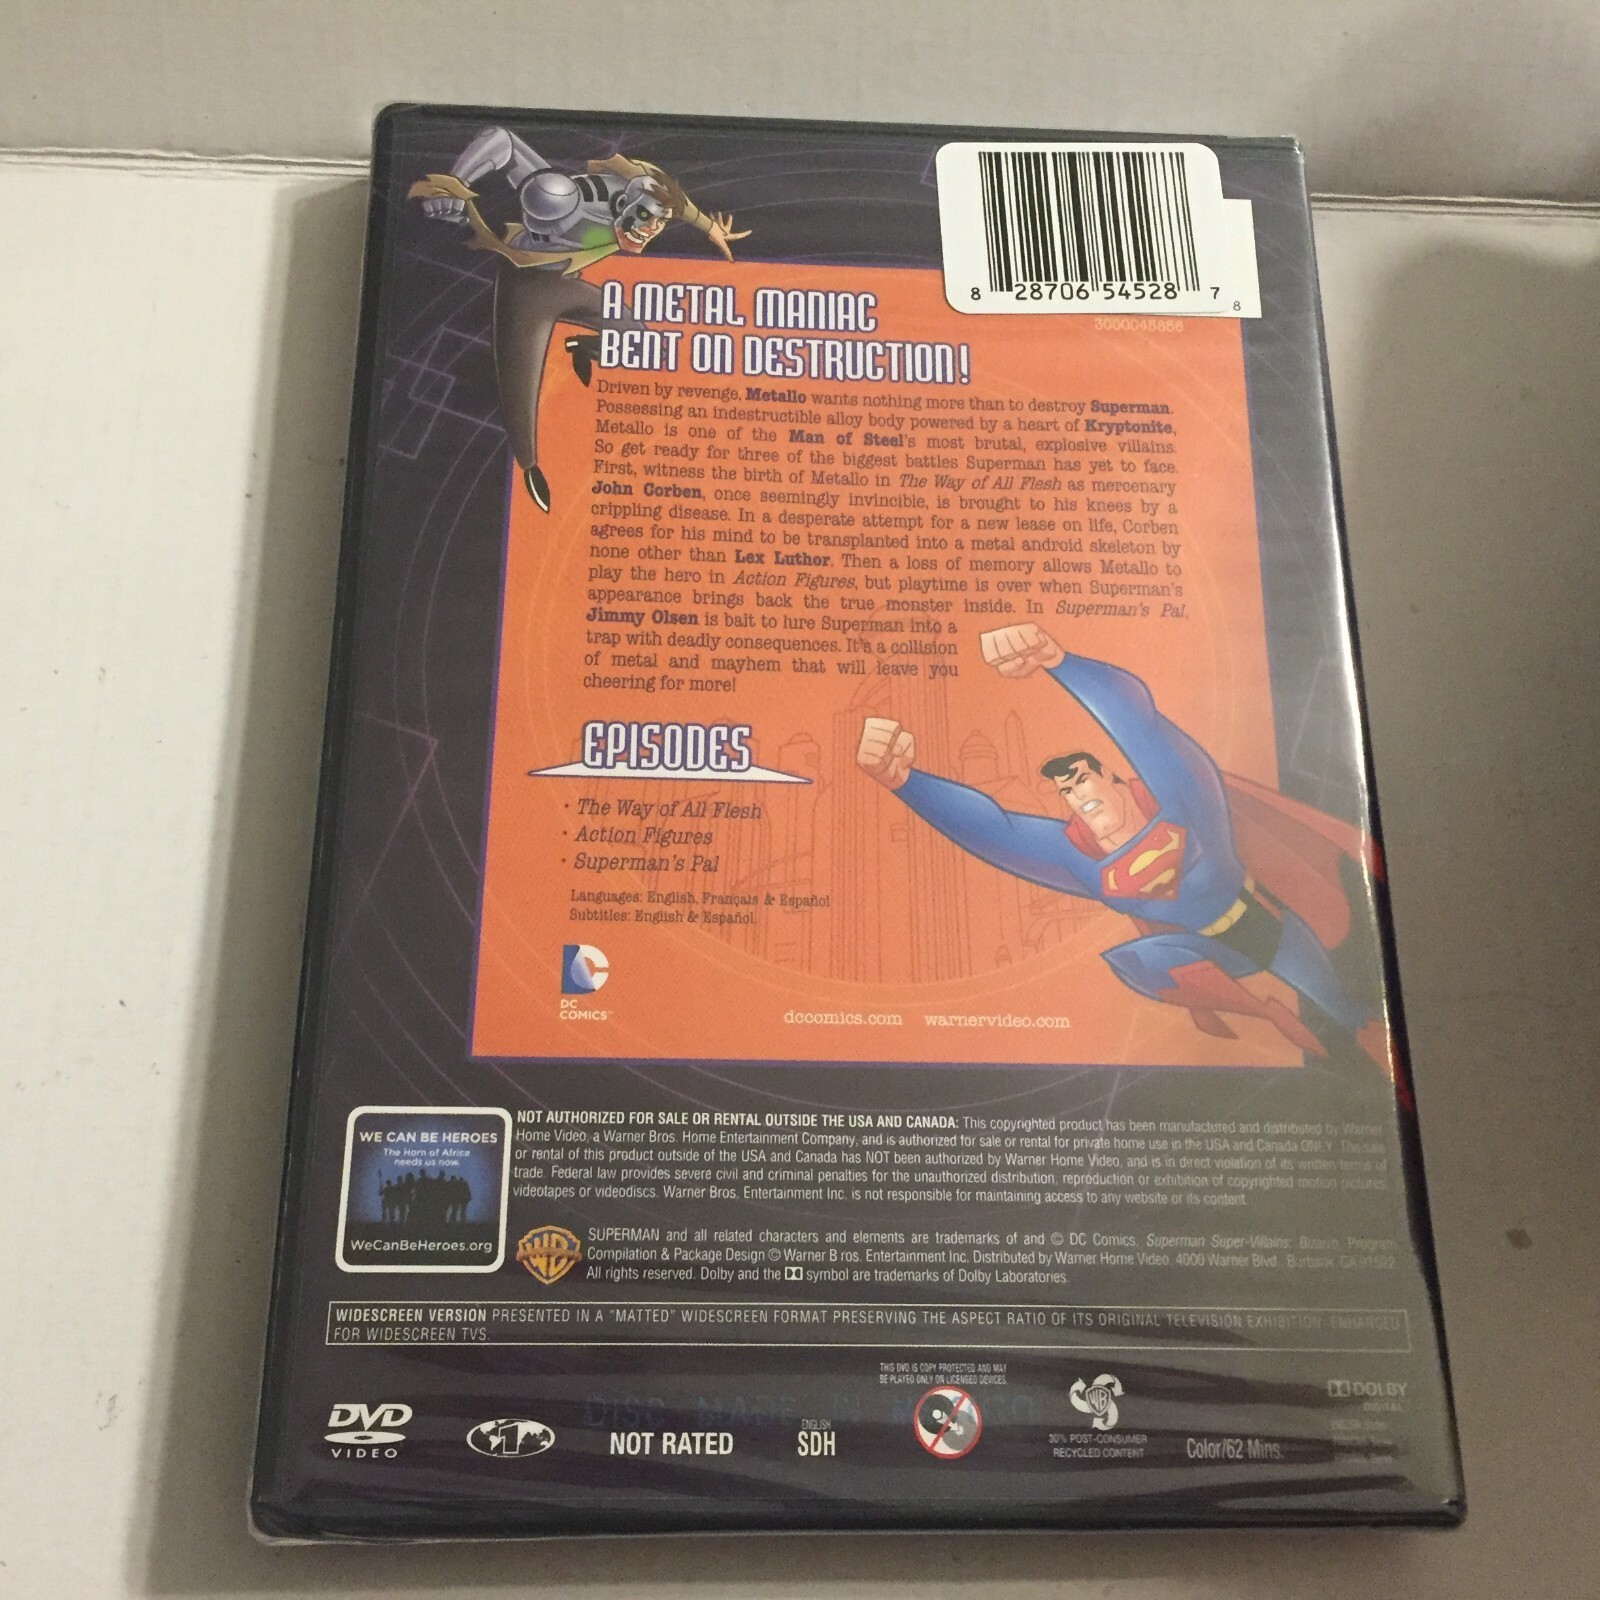 8 28706 54528 7
8
3000045886
A METAL MANIAC
BENT ON DESTRUCTION!
Driven by revenge, Metallo wants nothing more than to destroy Superman.
Possessing an indestructible alloy body powered by a heart of Kryptonite,
Metallo is one of the Man of Steel's most brutal, explosive villains.
So get ready for three of the biggest battles Superman has yet to face.
First, witness the birth of Metallo in The Way of All Flesh as mercenary
John Corben, once seemingly invincible, is brought to his knees by a
crippling disease. In a desperate attempt for a new lease on life, Corben
agrees for his mind to be transplanted into a metal android skeleton by
none other than Lex Luthor. Then a loss of memory allows Metallo to
play the hero in Action Figures, but playtime is over when Superman's
appearance brings back the true monster inside. In Superman's Pal,
Jimmy Olsen is bait to lure Superman into a
trap with deadly consequences. It's a collision
of metal and mayhem that will leave you
cheering for more!
EPISODES
• The Way of All Flesh
• Action Figures
• Superman's Pal
Languages: English, Français & Español
Subtitles: English & Español.
DC
COMICS™
dccomics.com warnervideo.com
WE CAN BE HEROES
The Horn of Africa
needs us now.
WeCanBeHeroes.org
NOT AUTHORIZED FOR SALE OR RENTAL OUTSIDE THE USA AND CANADA: This copyrighted product has been manufactured and distributed by Warner
Home Video, a Warner Bros. Home Entertainment Company, and is authorized for sale or rental for private home use in the USA and Canada ONLY. The sale
or rental of this product outside of the USA and Canada has NOT been authorized by Warner Home Video, and is in direct violation of its written terms of
trade. Federal law provides severe civil and criminal penalties for the unauthorized distribution, reproduction or exhibition of copyrighted motion pictures,
videotapes or videodiscs. Warner Bros. Entertainment Inc. is not responsible for maintaining access to any website or its content.
WB
SUPERMAN and all related characters and elements are trademarks of and © DC Comics. Superman Super-Villains: Bizarro Program
Compilation & Package Design © Warner B ros. Entertainment Inc. Distributed by Warner Home Video, 4000 Warner Blvd., Burbank, CA 91522.
All rights reserved. Dolby and the symbol are trademarks of Dolby Laboratories.
WIDESCREEN VERSION PRESENTED IN A "MATTED" WIDESCREEN FORMAT PRESERVING THE ASPECT RATIO OF ITS ORIGINAL TELEVISION EXHIBITION. ENHANCED
FOR WIDESCREEN TVS.
THIS DVD IS COPY PROTECTED AND MAY
BE PLAYED ONLY ON LICENSED DEVICES.
DISC MADE IN MEXICO
DVD
VIDEO
1
NOT RATED
ENGLISH
SDH
WB
30% POST-CONSUMER
RECYCLED CONTENT
Color/62 Mins.
DOLBY
DIGITAL